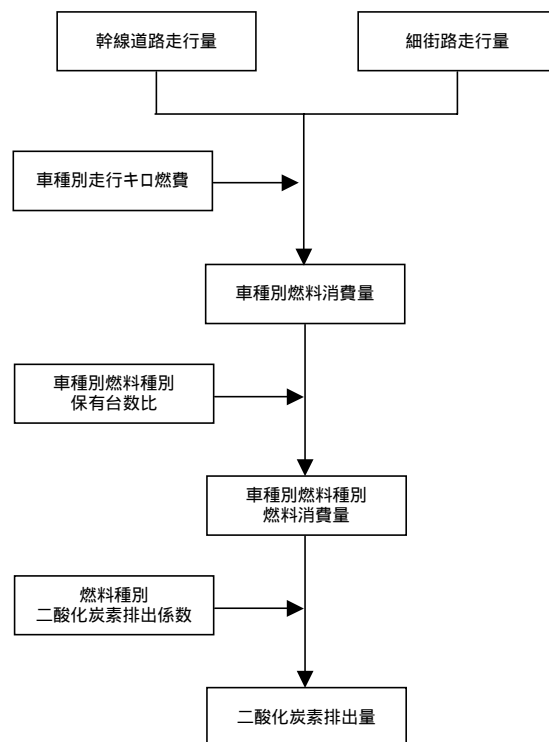 幹線道路走行量
細街路走行量
車種別走行キロ燃費
車種別燃料消費量
車種別燃料種別
保有台数比
車種別燃料種別
燃料消費量
燃料種別
二酸化炭素排出係数
二酸化炭素排出量